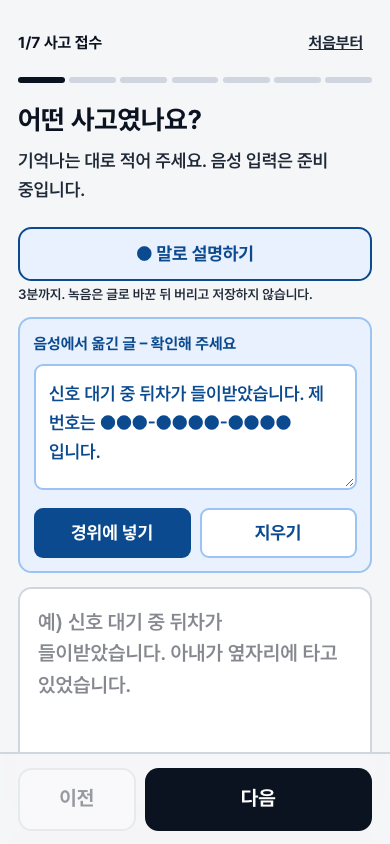 1/7 사고 접수
처음부터
어떤 사고였나요?
기억나는 대로 적어 주세요. 음성 입력은 준비
중입니다.
● 말로 설명하기
3분까지. 녹음은 글로 바꾼 뒤 버리고 저장하지 않습니다.
음성에서 옮긴 글 – 확인해 주세요
신호 대기 중 뒤차가 들이받았습니다. 제
번호는 ●●●-●●●●-●●●●
입니다.
경위에 넣기
지우기
예) 신호 대기 중 뒤차가
들이받았습니다. 아내가 옆자리에 타고
있었습니다.
이전
다음